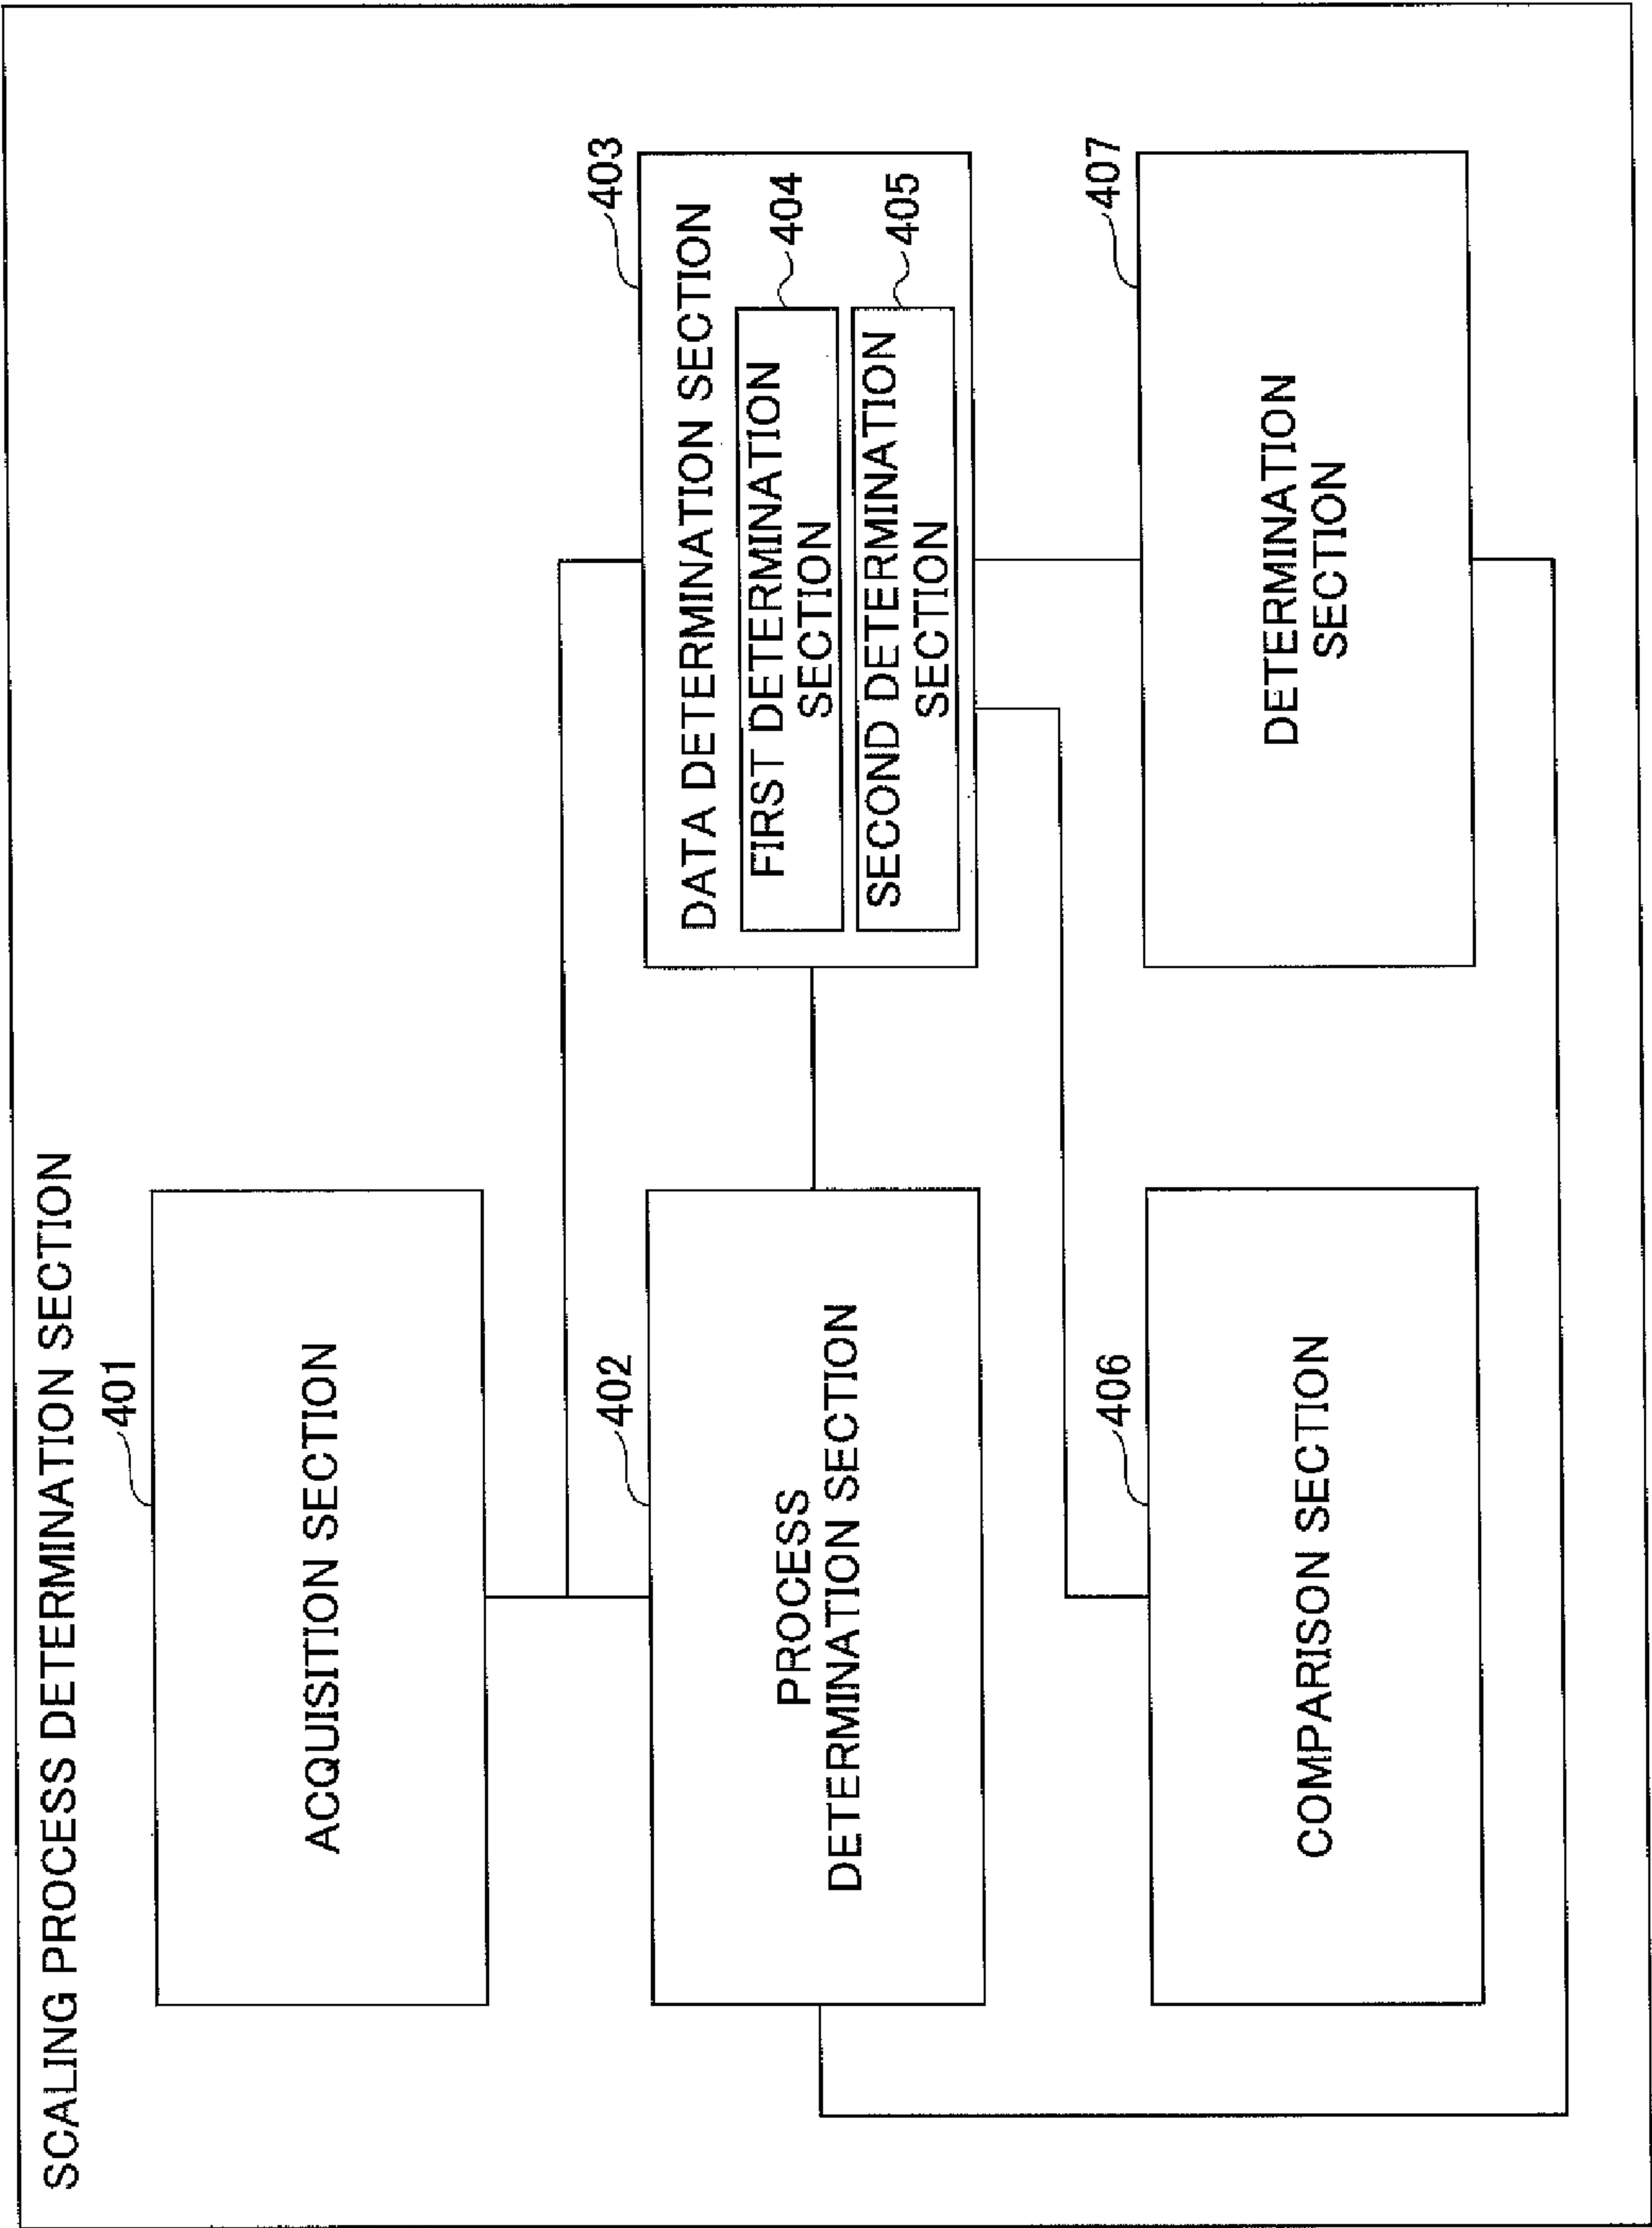 SCALING PROCESS DETERMINATION SECTION
401
ACQUISITION SECTION
402
PROCESS
DETERMINATION SECTION
403
DATA DETERMINATION SECTION
FIRST DETERMINATION
SECTION
404
SECOND DETERMINATION
SECTION
405
406
COMPARISON SECTION
407
DETERMINATION
SECTION